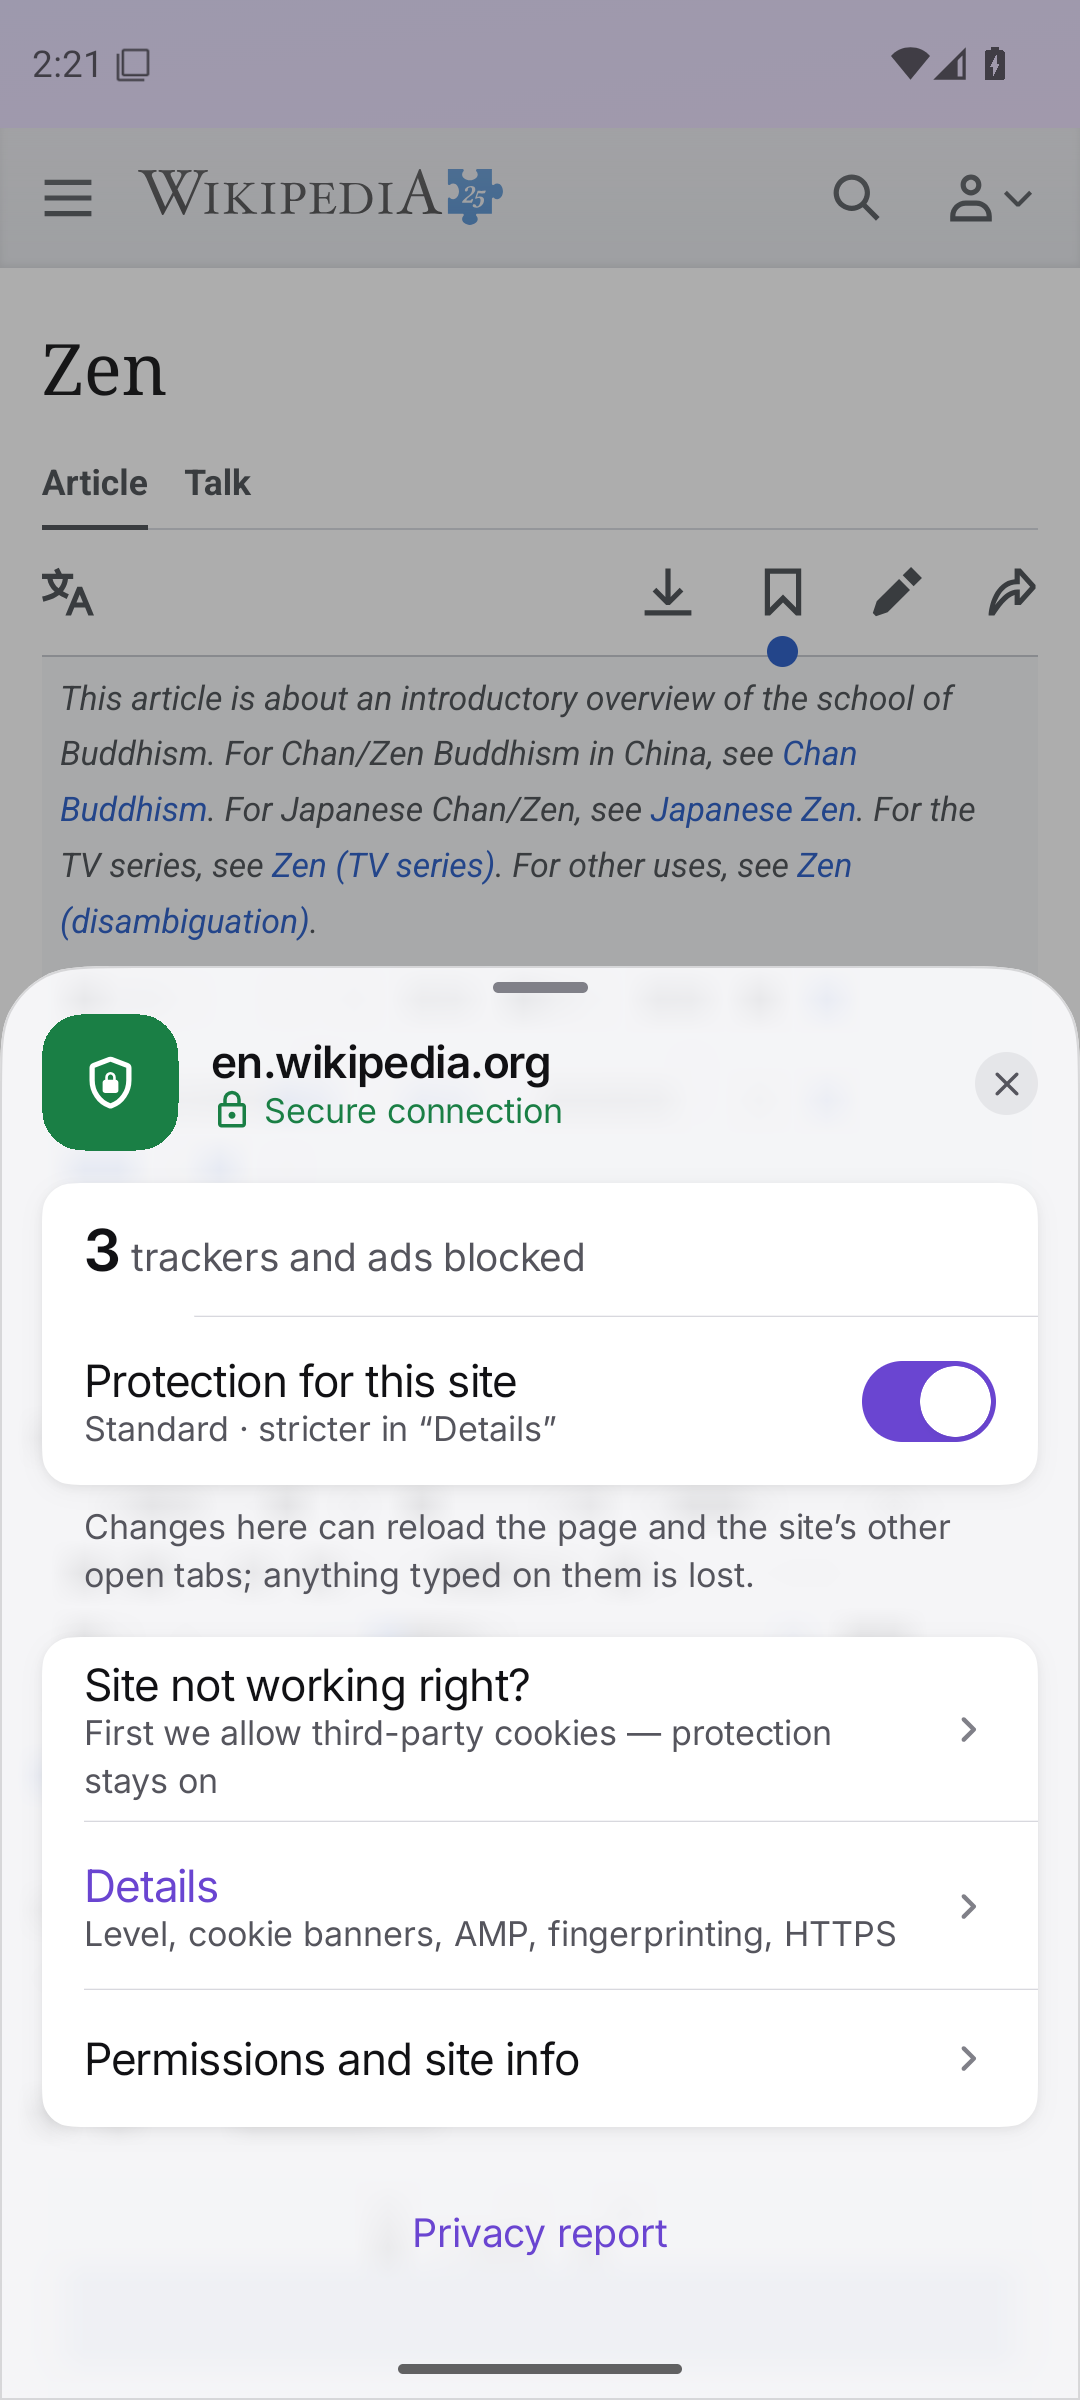 2:21
WIKIPEDIA 25
Zen
Article Talk
This article is about an introductory overview of the school of
Buddhism. For Chan/Zen Buddhism in China, see Chan
Buddhism. For Japanese Chan/Zen, see Japanese Zen. For the
TV series, see Zen (TV series). For other uses, see Zen
(disambiguation).
en.wikipedia.org
Secure connection
3 trackers and ads blocked
Protection for this site
Standard · stricter in “Details”
Changes here can reload the page and the site’s other
open tabs; anything typed on them is lost.
Site not working right?
First we allow third-party cookies — protection
stays on
Details
Level, cookie banners, AMP, fingerprinting, HTTPS
Permissions and site info
Privacy report